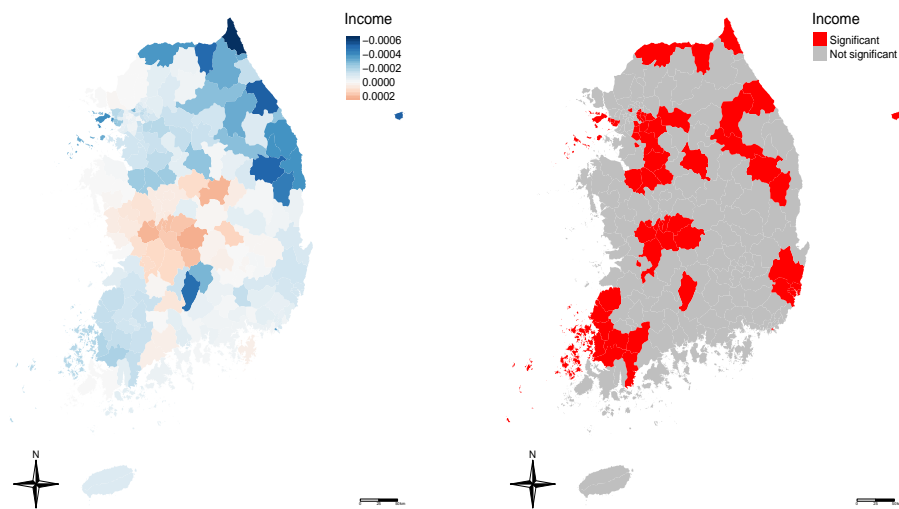 Income
−0.0006
−0.0004
−0.0002
0.0000
0.0002
N
Income
Significant
Not significant
N